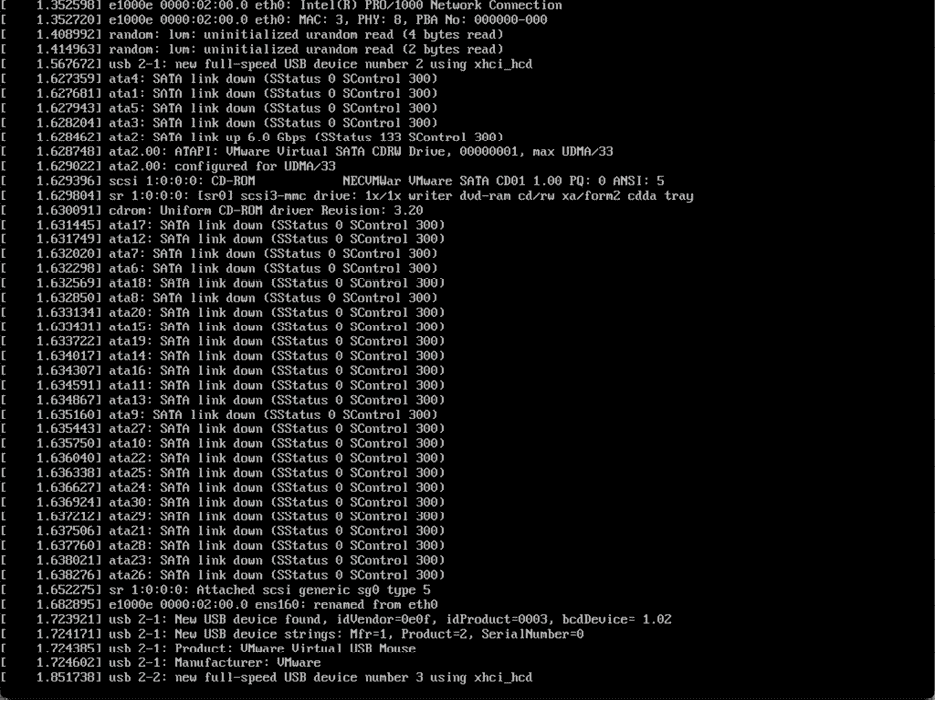 [    1.352598] e1000e 0000:02:00.0 eth0: Intel(R) PRO/1000 Network Connection
[    1.352720] e1000e 0000:02:00.0 eth0: MAC: 3, PHY: 8, PBA No: 000000-000
[    1.408992] random: lvm: uninitialized urandom read (4 bytes read)
[    1.414963] random: lvm: uninitialized urandom read (2 bytes read)
[    1.567672] usb 2-1: new full-speed USB device number 2 using xhci_hcd
[    1.627359] ata4: SATA link down (SStatus 0 SControl 300)
[    1.627681] ata1: SATA link down (SStatus 0 SControl 300)
[    1.627943] ata5: SATA link down (SStatus 0 SControl 300)
[    1.628204] ata3: SATA link down (SStatus 0 SControl 300)
[    1.628462] ata2: SATA link up 6.0 Gbps (SStatus 133 SControl 300)
[    1.628748] ata2.00: ATAPI: VMware Virtual SATA CDRW Drive, 00000001, max UDMA/33
[    1.629022] ata2.00: configured for UDMA/33
[    1.629396] scsi 1:0:0:0: CD-ROM            NECVMWar VMware SATA CD01 1.00 PQ: 0 ANSI: 5
[    1.629804] sr 1:0:0:0: [sr0] scsi3-mmc drive: 1x/1x writer dvd-ram cd/rw xa/form2 cdda tray
[    1.630091] cdrom: Uniform CD-ROM driver Revision: 3.20
[    1.631445] ata17: SATA link down (SStatus 0 SControl 300)
[    1.631749] ata12: SATA link down (SStatus 0 SControl 300)
[    1.632020] ata7: SATA link down (SStatus 0 SControl 300)
[    1.632298] ata6: SATA link down (SStatus 0 SControl 300)
[    1.632569] ata18: SATA link down (SStatus 0 SControl 300)
[    1.632850] ata8: SATA link down (SStatus 0 SControl 300)
[    1.633134] ata20: SATA link down (SStatus 0 SControl 300)
[    1.633431] ata15: SATA link down (SStatus 0 SControl 300)
[    1.633722] ata19: SATA link down (SStatus 0 SControl 300)
[    1.634017] ata14: SATA link down (SStatus 0 SControl 300)
[    1.634307] ata16: SATA link down (SStatus 0 SControl 300)
[    1.634591] ata11: SATA link down (SStatus 0 SControl 300)
[    1.634867] ata13: SATA link down (SStatus 0 SControl 300)
[    1.635160] ata9: SATA link down (SStatus 0 SControl 300)
[    1.635443] ata27: SATA link down (SStatus 0 SControl 300)
[    1.635750] ata10: SATA link down (SStatus 0 SControl 300)
[    1.636040] ata22: SATA link down (SStatus 0 SControl 300)
[    1.636338] ata25: SATA link down (SStatus 0 SControl 300)
[    1.636627] ata24: SATA link down (SStatus 0 SControl 300)
[    1.636924] ata30: SATA link down (SStatus 0 SControl 300)
[    1.637212] ata29: SATA link down (SStatus 0 SControl 300)
[    1.637506] ata21: SATA link down (SStatus 0 SControl 300)
[    1.637760] ata28: SATA link down (SStatus 0 SControl 300)
[    1.638021] ata23: SATA link down (SStatus 0 SControl 300)
[    1.638276] ata26: SATA link down (SStatus 0 SControl 300)
[    1.652275] sr 1:0:0:0: Attached scsi generic sg0 type 5
[    1.682895] e1000e 0000:02:00.0 ens160: renamed from eth0
[    1.723921] usb 2-1: New USB device found, idVendor=0e0f, idProduct=0003, bcdDevice= 1.02
[    1.724171] usb 2-1: New USB device strings: Mfr=1, Product=2, SerialNumber=0
[    1.724385] usb 2-1: Product: VMware Virtual USB Mouse
[    1.724602] usb 2-1: Manufacturer: VMware
[    1.851738] usb 2-2: new full-speed USB device number 3 using xhci_hcd